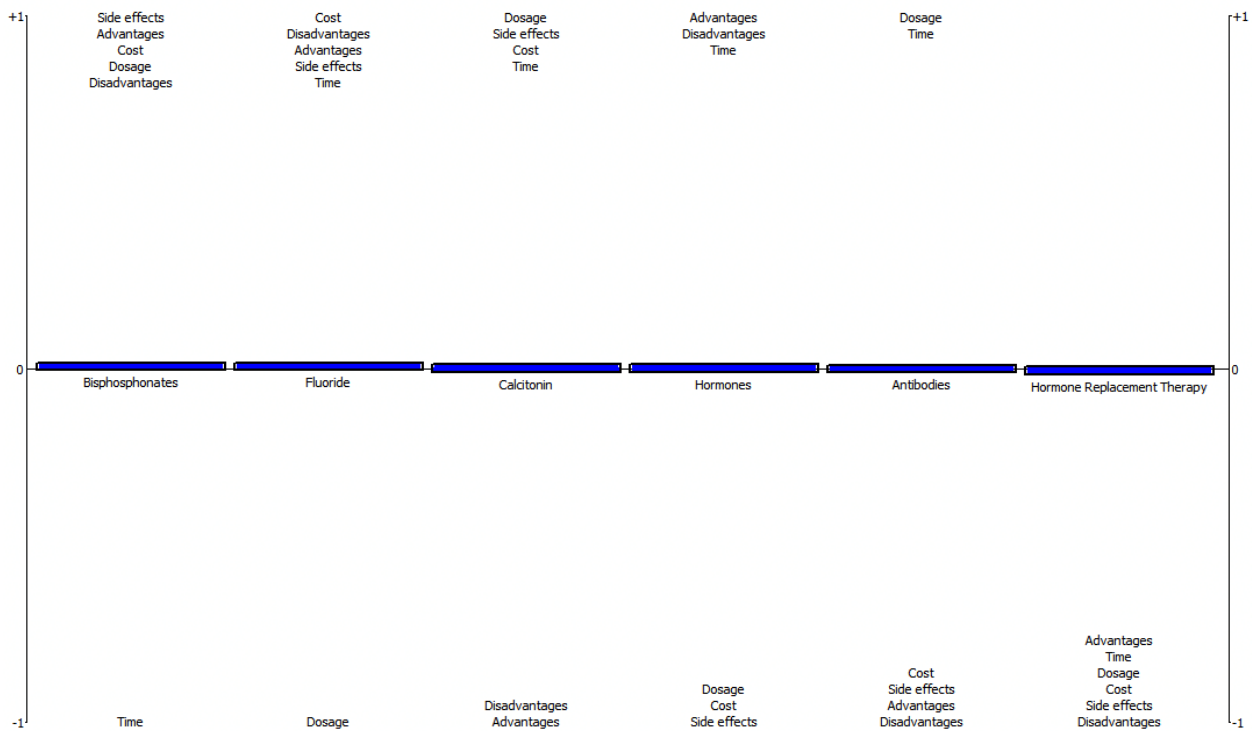 +1
Side effects
Advantages
Cost
Dosage
Disadvantages
Cost
Disadvantages
Advantages
Side effects
Time
Dosage
Side effects
Cost
Time
Advantages
Disadvantages
Time
Dosage
Time
+1
0
Bisphosphonates
Fluoride
Calcitonin
Hormones
Antibodies
Hormone Replacement Therapy
0
-1
Time
Dosage
Disadvantages
Advantages
Dosage
Cost
Side effects
Cost
Side effects
Advantages
Disadvantages
Advantages
Time
Dosage
Cost
Side effects
Disadvantages
-1